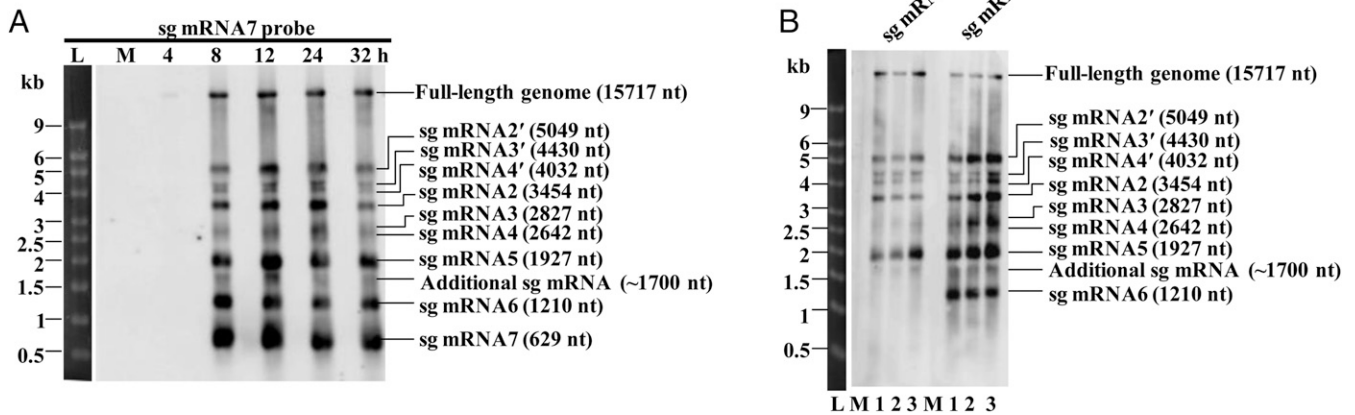 A
sg mRNA7 probe
L M 4 8 12 24 32 h
kb
9
6
5
4
3
2.5
2
1.5
1
0.5
Full-length genome (15717 nt)
sg mRNA2′ (5049 nt)
sg mRNA3′ (4430 nt)
sg mRNA4′ (4032 nt)
sg mRNA2 (3454 nt)
sg mRNA3 (2827 nt)
sg mRNA4 (2642 nt)
sg mRNA5 (1927 nt)
Additional sg mRNA (~1700 nt)
sg mRNA6 (1210 nt)
sg mRNA7 (629 nt)
B
sg
sg
kb
9
6
5
4
3
2.5
2
1.5
1
0.5
Full-length genome (15717 nt)
sg mRNA2′ (5049 nt)
sg mRNA3′ (4430 nt)
sg mRNA4′ (4032 nt)
sg mRNA2 (3454 nt)
sg mRNA3 (2827 nt)
sg mRNA4 (2642 nt)
sg mRNA5 (1927 nt)
Additional sg mRNA (~1700 nt)
sg mRNA6 (1210 nt)
L M 1 2 3 M 1 2 3